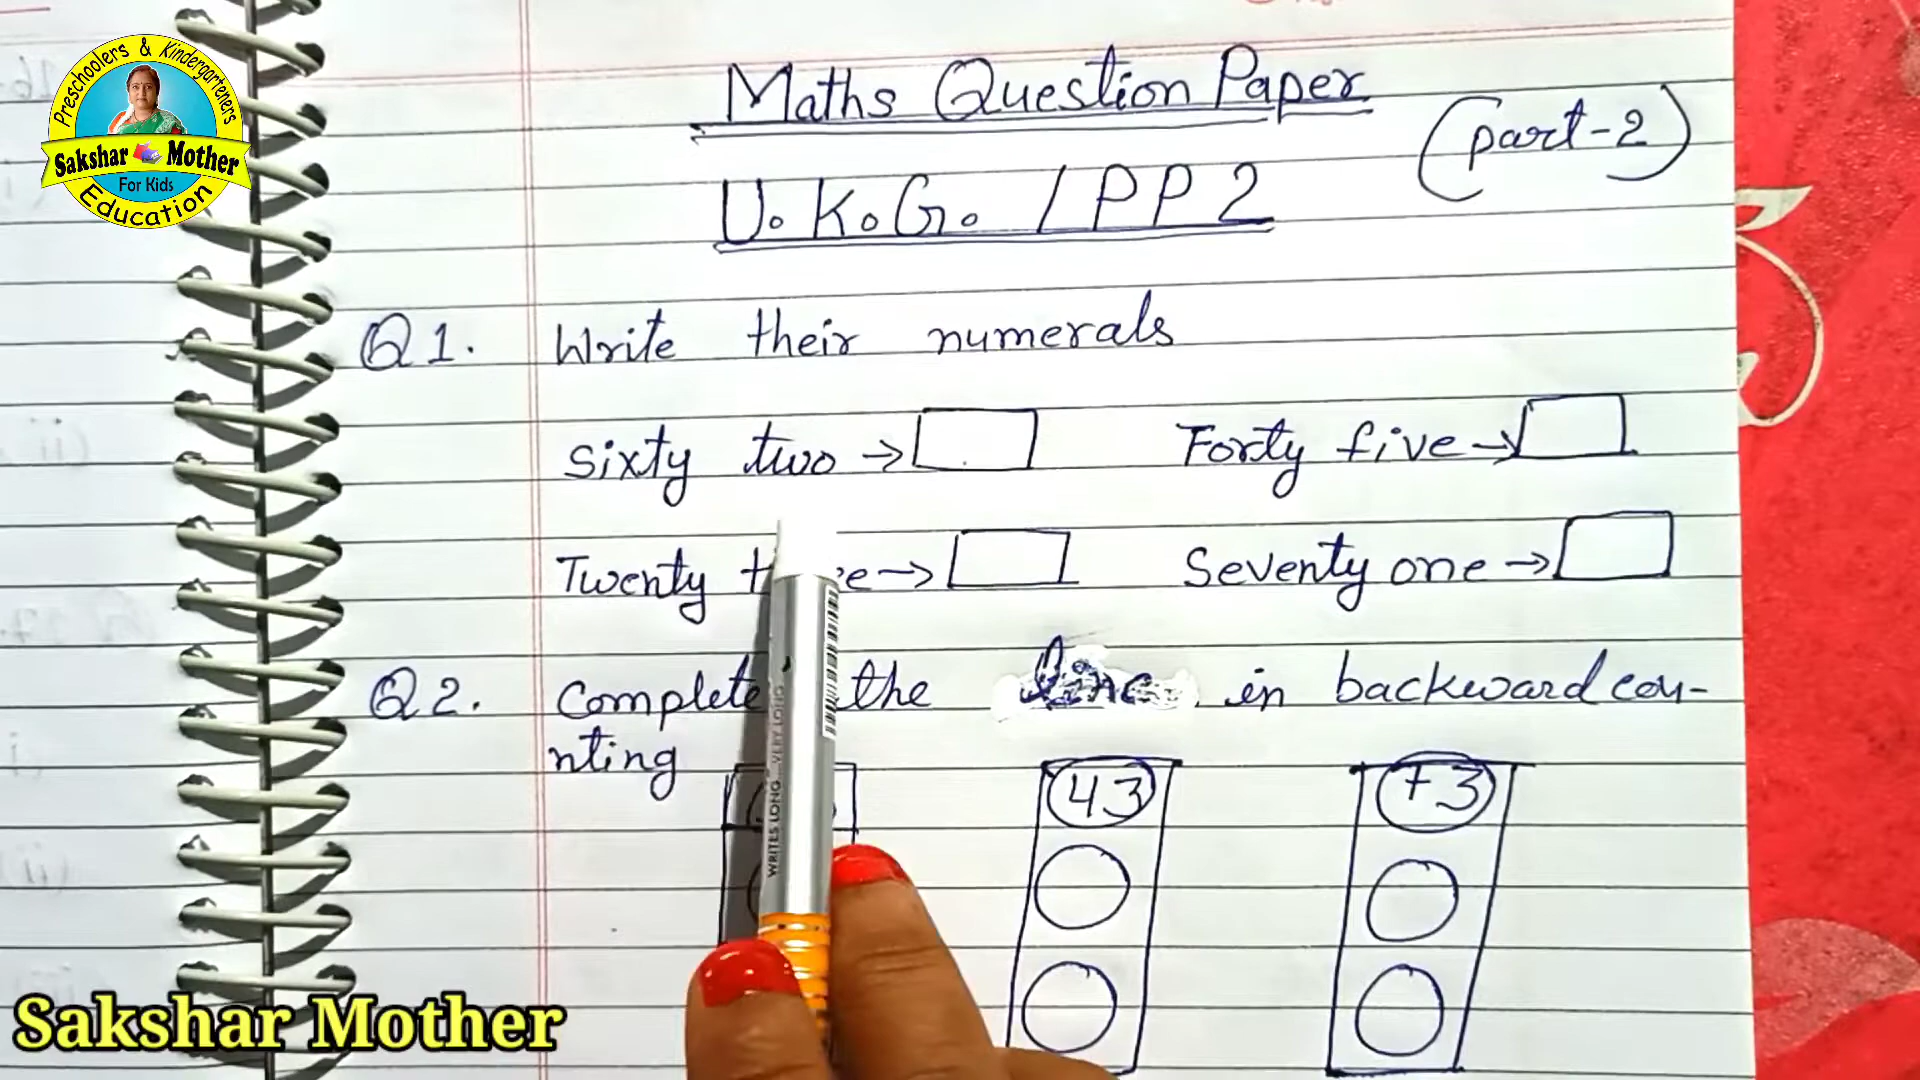 Preschoolers & Kindergarteners
Sakshar Mother
For Kids
Education
Maths Question Paper
(part-2)
U.K.G. / PP2
Q1. Write their numerals
Sixty two → Forty five →
Twenty → Seventy one →
Q2. Complete the in backward cou-
nting
43 73
WRITES LONG...VERY LONG
Sakshar Mother